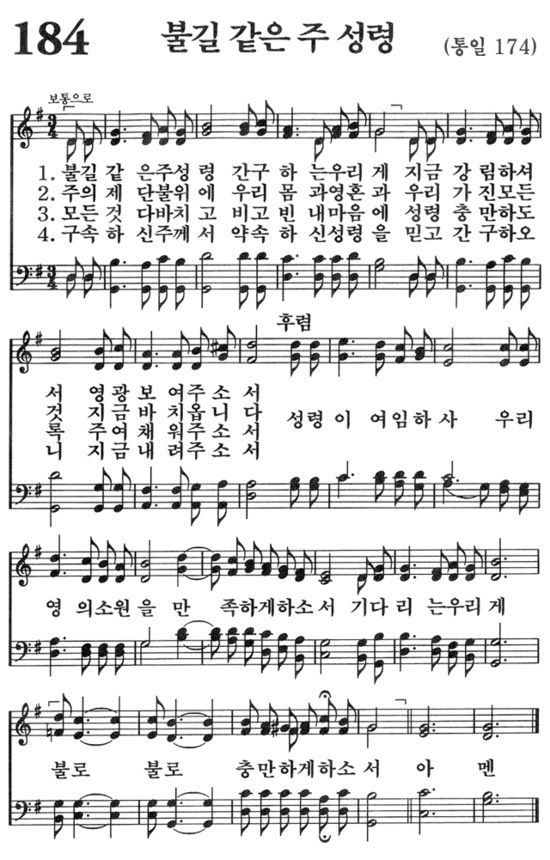 184 불길 같은 주 성령 (통일 174)
보통으로
1. 불길 같 은주성 령 간구 하 는우리 게 지금 강 림하셔
2. 주의 제 단불위 에 우리 몸 과영혼 과 우리 가 진모든
3. 모든것 다바치 고 비고 빈 내마음 에 성령 충 만하도
4. 구속 하 신주께 서 약속 하 신성령 을 믿고 간 구하오
후렴
서 영광 보 여주소 서
것 지금 바 치옵니 다 성령 이 여임하 사 우리
록 주여 채 워주소 서
니 지금 내 려주소 서
영 의소원 을 만 족하게하소 서 기다 리 는우리 게
불로 불로 충만하게하소 서 아 멘